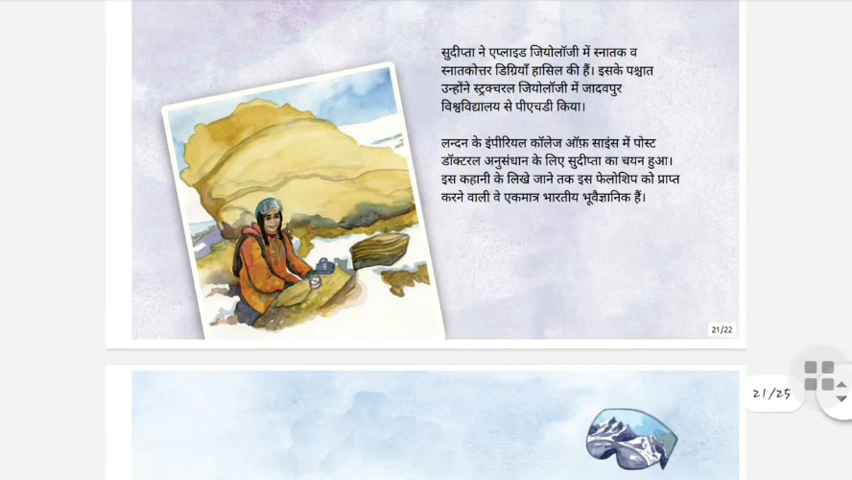 सुदीप्ता ने एप्लाइड जियोलॉजी में स्नातक व
स्नातकोत्तर डिग्रियाँ हासिल की हैं। इसके पश्चात
उन्होंने स्ट्रक्चरल जियोलॉजी में जादवपुर
विश्वविद्यालय से पीएचडी किया।
लन्दन के इंपीरियल कॉलेज ऑफ़ साइंस में पोस्ट
डॉक्टरल अनुसंधान के लिए सुदीप्ता का चयन हुआ।
इस कहानी के लिखे जाने तक इस फेलोशिप को प्राप्त
करने वाली वे एकमात्र भारतीय भूवैज्ञानिक हैं।
21/22
21/25